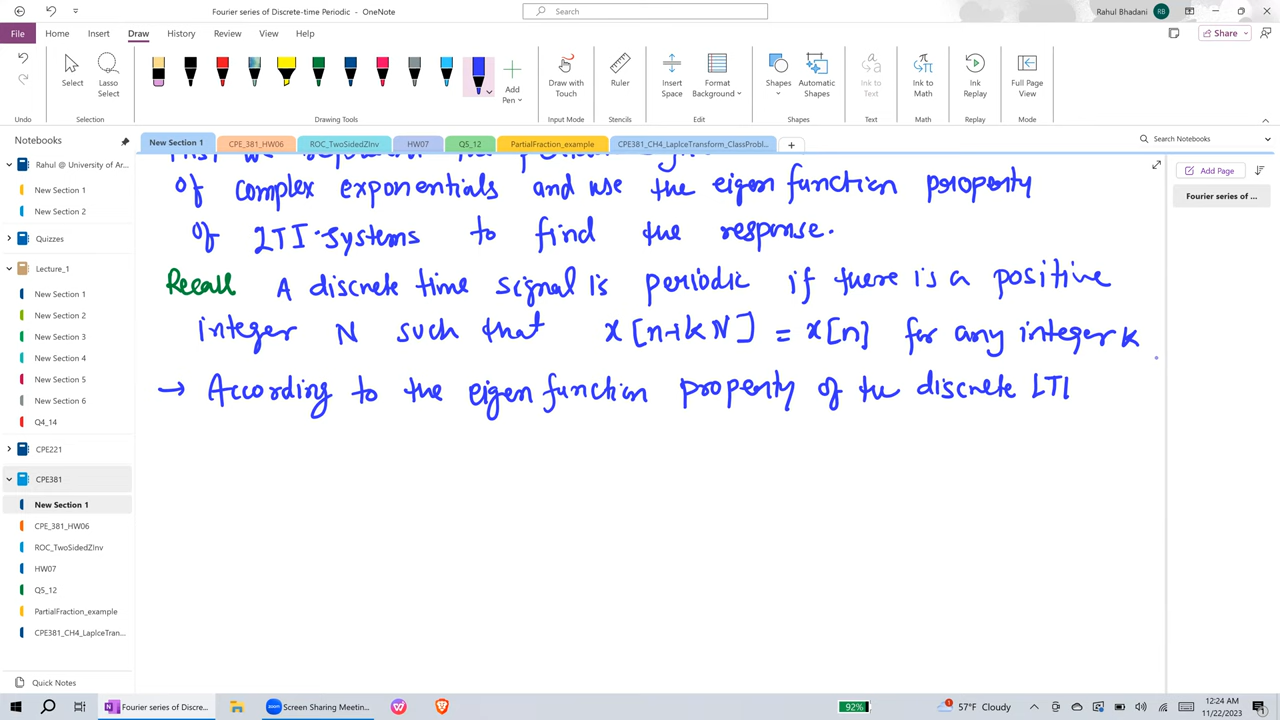 Fourier series of Discrete-time Periodic - OneNote
Search
Rahul Bhadani
RB
File Home Insert Draw History Review View Help
Share
Undo
Select
Lasso Select
Add Pen
Draw with Touch
Ruler
Insert Space
Format Background
Shapes
Automatic Shapes
Ink to Text
Ink to Math
Ink Replay
Full Page View
Undo Selection Drawing Tools Input Mode Stencils Edit Shapes Text Math Replay View
Notebooks
New Section 1 CPE_381_HW06 ROC_TwoSidedZInv HW07 Q5_12 PartialFraction_example CPE381_CH4_LaplceTransform_ClassProbl... +
Search Notebooks
Add Page
Fourier series of ...
Rahul @ University of Ar...
New Section 1
New Section 2
Quizzes
Lecture_1
New Section 1
New Section 2
New Section 3
New Section 4
New Section 5
New Section 6
Q4_14
CPE221
CPE381
New Section 1
CPE_381_HW06
ROC_TwoSidedZInv
HW07
Q5_12
PartialFraction_example
CPE381_CH4_LaplceTran...
Quick Notes
of complex exponentials and use the eigen function property
of LTI systems to find the response.
Recall A discrete time signal is periodic if there is a positive
integer N such that x[n+kN] = x[n] for any integer k
→ According to the eigen function property of the discrete LTI
Fourier series of Discre...
Screen Sharing Meetin...
92%
57°F Cloudy
12:24 AM
11/22/2023